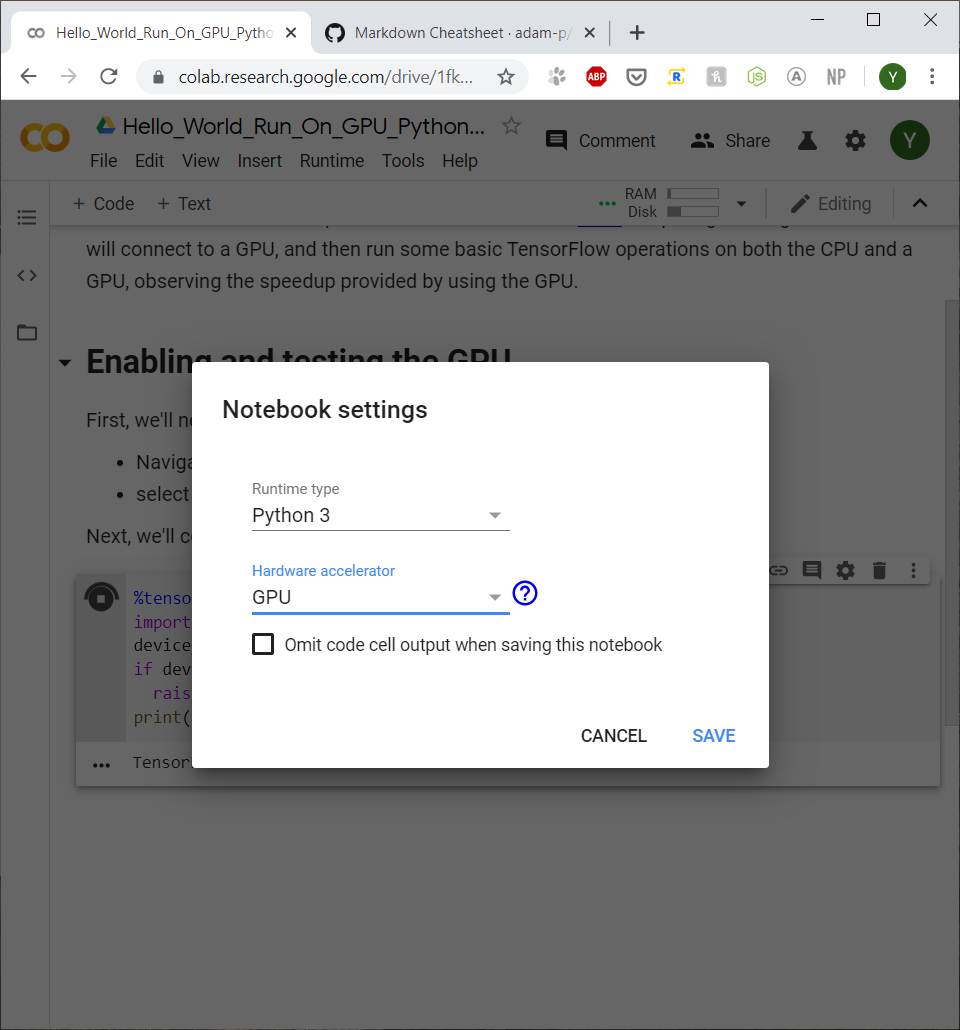 Hello_World_Run_On_GPU_Pytho
Markdown Cheatsheet · adam-p/
colab.research.google.com/drive/1fk...
ABP
R
h
JS
A
NP
Y
CO
Hello_World_Run_On_GPU_Python...
Comment
Share
Y
File Edit View Insert Runtime Tools Help
+ Code + Text
RAM
Disk
Editing
will connect to a GPU, and then run some basic TensorFlow operations on both the CPU and a
GPU, observing the speedup provided by using the GPU.
Enabling and testing the GPU
First, we'll
• Naviga
• select
Next, we'll
%tenso
import
device
if dev
rais
print(
Tensor
Notebook settings
Runtime type
Python 3
Hardware accelerator
GPU
?
Omit code cell output when saving this notebook
CANCEL SAVE